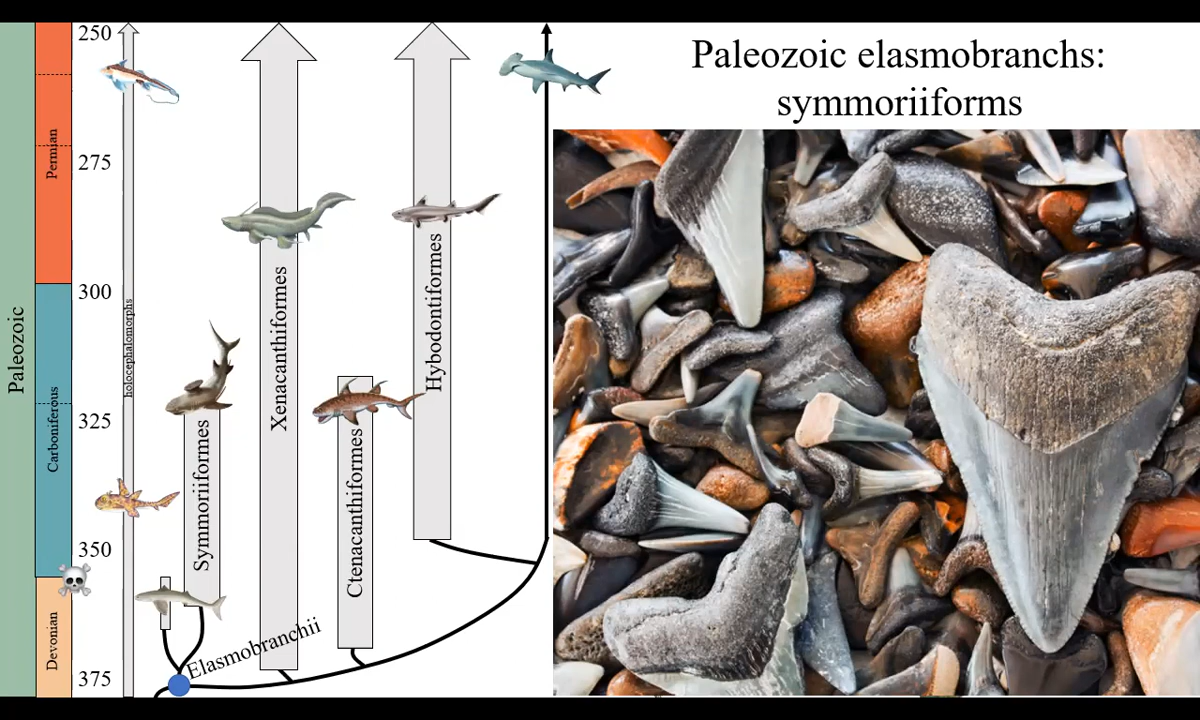 Paleozoic elasmobranchs:
symmoriiforms
Paleozoic
Permian
Carboniferous
Devonian
250
275
300
325
350
375
holocephalomorphs
Symmoriiformes
Xenacanthiformes
Ctenacanthiformes
Hybodontiformes
Elasmobranchii